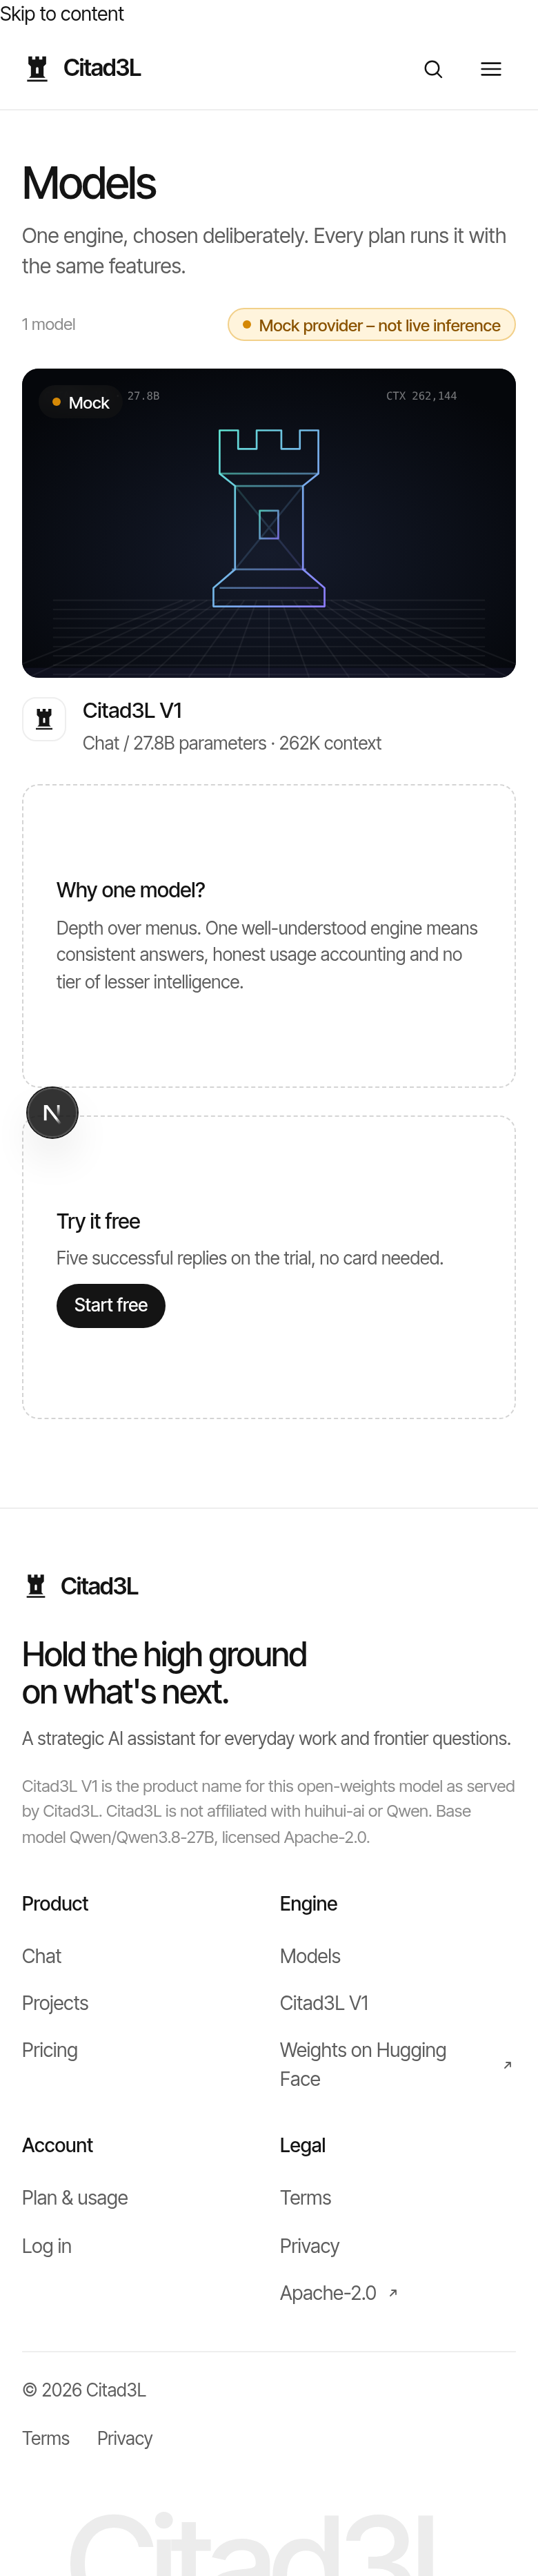 Skip to content
Citad3L
Models
One engine, chosen deliberately. Every plan runs it with
the same features.
1 model
Mock provider – not live inference
Mock
27.8B
CTX 262,144
Citad3L V1
Chat / 27.8B parameters · 262K context
Why one model?
Depth over menus. One well-understood engine means
consistent answers, honest usage accounting and no
tier of lesser intelligence.
N
Try it free
Five successful replies on the trial, no card needed.
Start free
Citad3L
Hold the high ground
on what's next.
A strategic AI assistant for everyday work and frontier questions.
Citad3L V1 is the product name for this open-weights model as served
by Citad3L. Citad3L is not affiliated with huihui-ai or Qwen. Base
model Qwen/Qwen3.8-27B, licensed Apache-2.0.
Product
Chat
Projects
Pricing
Engine
Models
Citad3L V1
Weights on Hugging
Face
Account
Plan & usage
Log in
Legal
Terms
Privacy
Apache-2.0
© 2026 Citad3L
Terms
Privacy
Citad3L